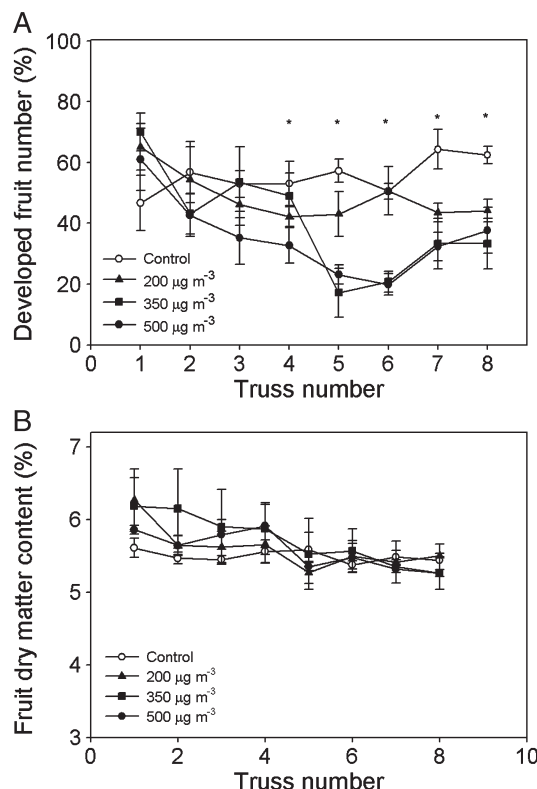 A
100
80
60
40
20
0
Developed fruit number (%)
* * * * *
Control
200 µg m⁻³
350 µg m⁻³
500 µg m⁻³
0 1 2 3 4 5 6 7 8
Truss number
B
7
6
5
4
3
Fruit dry matter content (%)
Control
200 µg m⁻³
350 µg m⁻³
500 µg m⁻³
0 2 4 6 8 10
Truss number